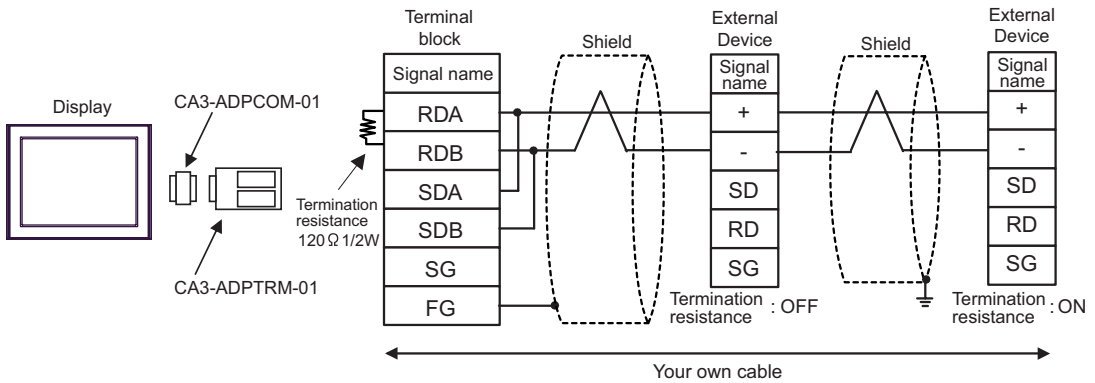 Display
CA3-ADPCOM-01
CA3-ADPTRM-01
Termination
resistance
120 Ω 1/2W
Terminal
block
Signal name
RDA
RDB
SDA
SDB
SG
FG
Shield
External
Device
Signal
name
+
-
SD
RD
SG
Termination
resistance : OFF
Shield
External
Device
Signal
name
+
-
SD
RD
SG
Termination
resistance : ON
Your own cable